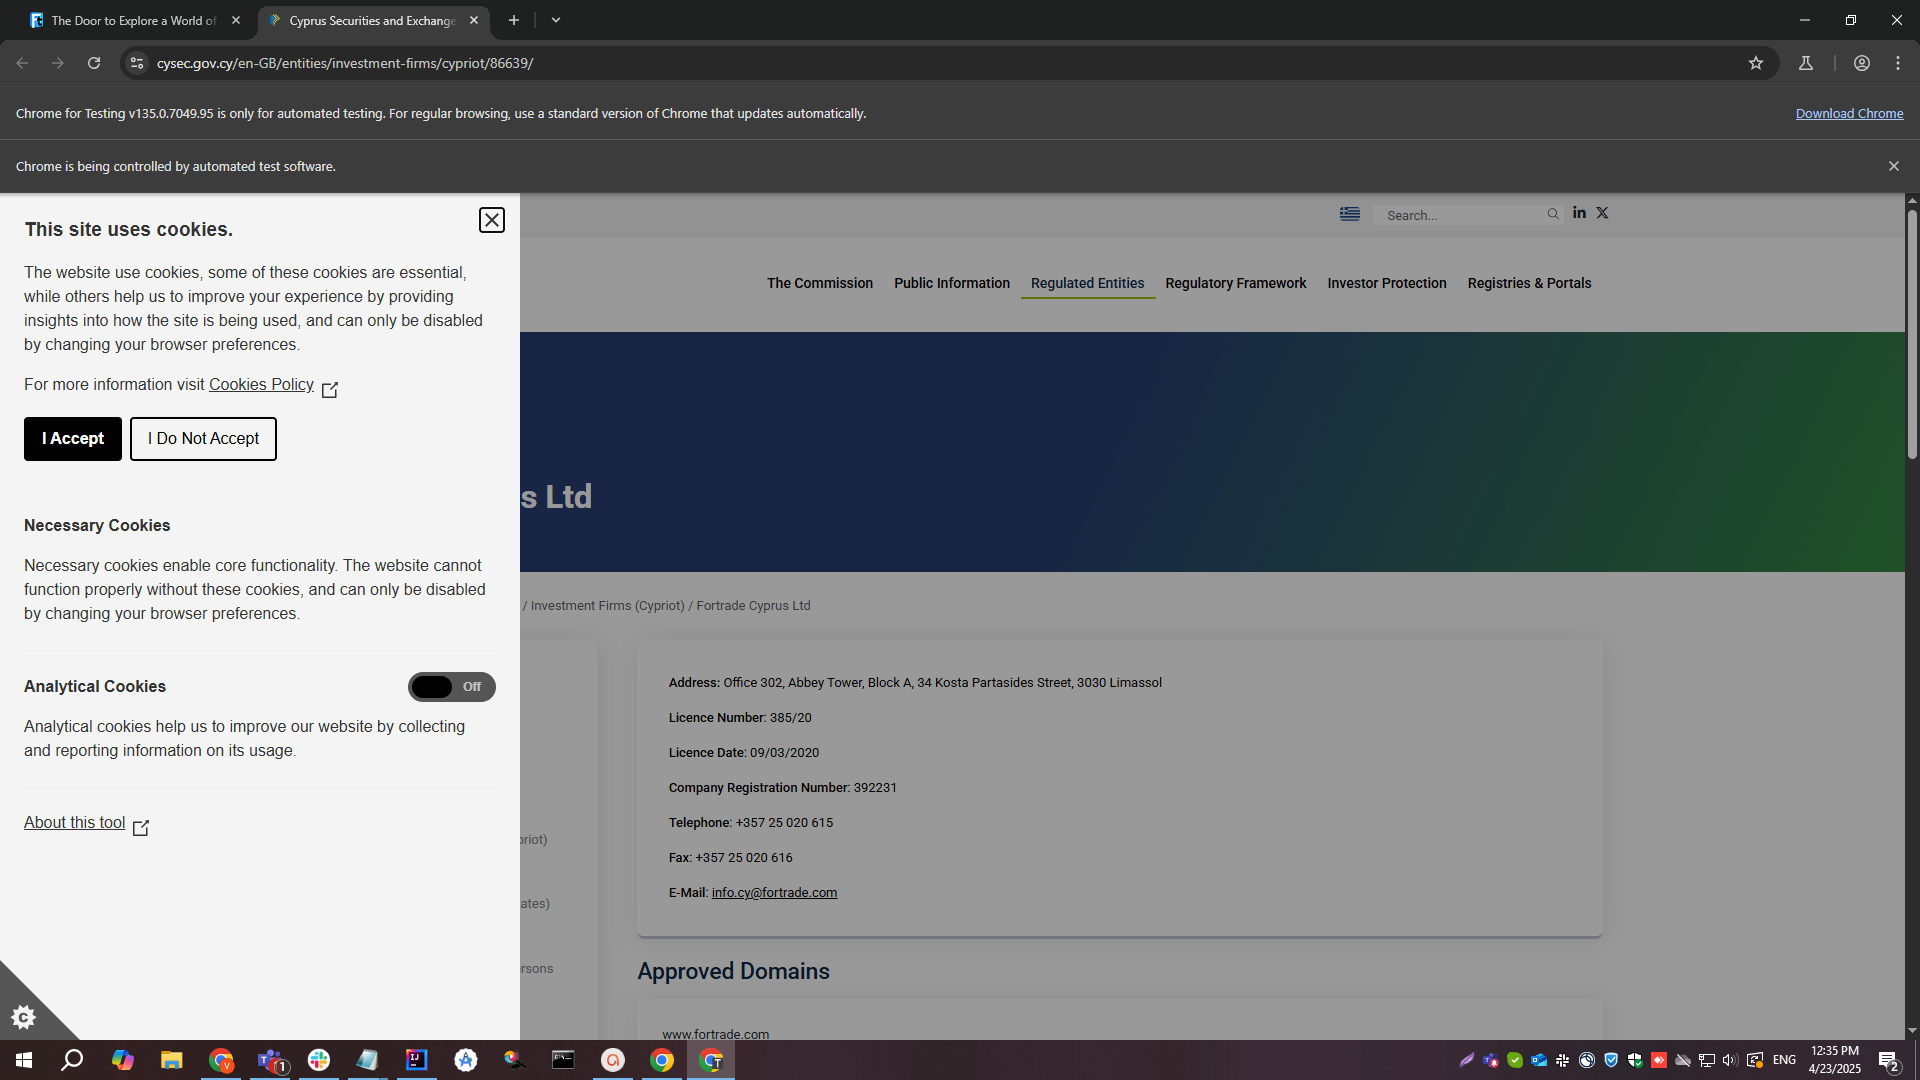 The Door to Explore a World of
Cyprus Securities and Exchange
cysec.gov.cy/en-GB/entities/investment-firms/cypriot/86639/
Chrome for Testing v135.0.7049.95 is only for automated testing. For regular browsing, use a standard version of Chrome that updates automatically.
Download Chrome
Chrome is being controlled by automated test software.
This site uses cookies.
The website use cookies, some of these cookies are essential,
while others help us to improve your experience by providing
insights into how the site is being used, and can only be disabled
by changing your browser preferences.
For more information visit Cookies Policy
I Accept
I Do Not Accept
Necessary Cookies
Necessary cookies enable core functionality. The website cannot
function properly without these cookies, and can only be disabled
by changing your browser preferences.
Analytical Cookies
Off
Analytical cookies help us to improve our website by collecting
and reporting information on its usage.
About this tool
Search...
The Commission
Public Information
Regulated Entities
Regulatory Framework
Investor Protection
Registries & Portals
s Ltd
/ Investment Firms (Cypriot) / Fortrade Cyprus Ltd
priot)
ates)
rsons
Address: Office 302, Abbey Tower, Block A, 34 Kosta Partasides Street, 3030 Limassol
Licence Number: 385/20
Licence Date: 09/03/2020
Company Registration Number: 392231
Telephone: +357 25 020 615
Fax: +357 25 020 616
E-Mail: info.cy@fortrade.com
Approved Domains
www.fortrade.com
ENG
12:35 PM
4/23/2025
2